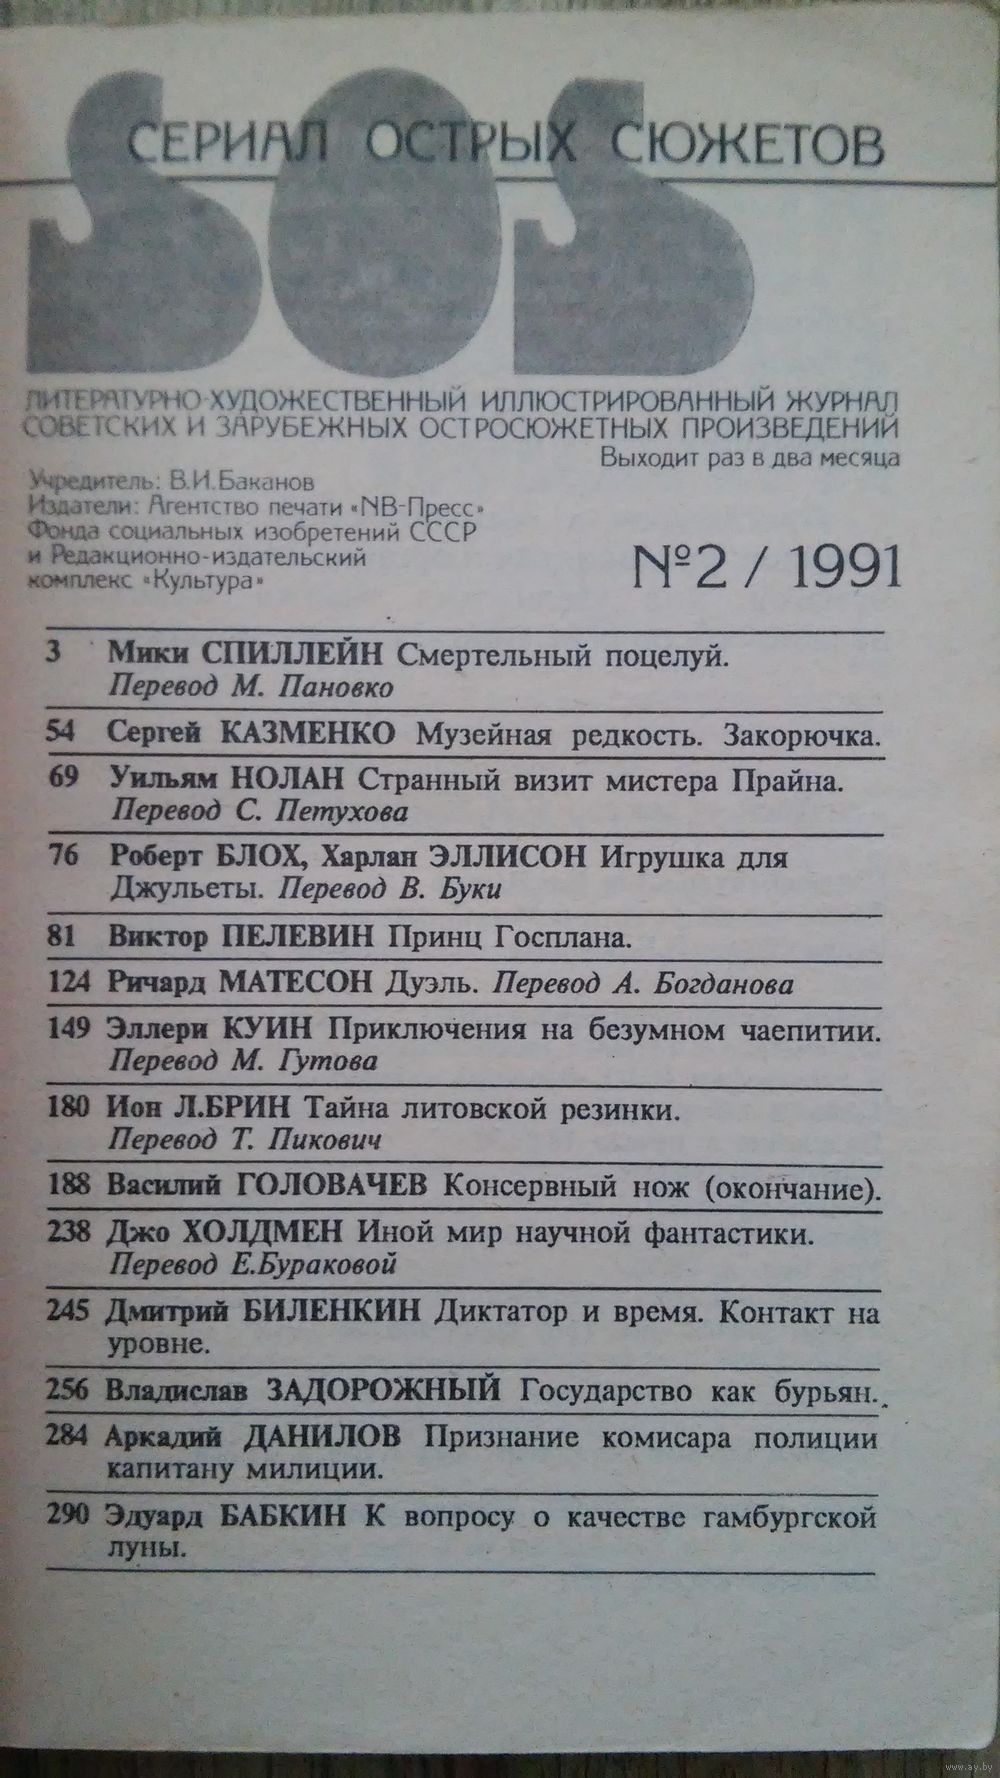 SOS
СЕРИАЛ ОСТРЫХ СЮЖЕТОВ
ЛИТЕРАТУРНО-ХУДОЖЕСТВЕННЫЙ ИЛЛЮСТРИРОВАННЫЙ ЖУРНАЛ
СОВЕТСКИХ И ЗАРУБЕЖНЫХ ОСТРОСЮЖЕТНЫХ ПРОИЗВЕДЕНИЙ
Выходит раз в два месяца
Учредитель: В.И.Баканов
Издатели: Агентство печати «NB-Пресс»
Фонда социальных изобретений СССР
и Редакционно-издательский
комплекс «Культура»
№2 / 1991
3 Мики СПИЛЛЕЙН Смертельный поцелуй.
Перевод М. Пановко
54 Сергей КАЗМЕНКО Музейная редкость. Закорючка.
69 Уильям НОЛАН Странный визит мистера Прайна.
Перевод С. Петухова
76 Роберт БЛОХ, Харлан ЭЛЛИСОН Игрушка для
Джульеты. Перевод В. Буки
81 Виктор ПЕЛЕВИН Принц Госплана.
124 Ричард МАТЕСОН Дуэль. Перевод А. Богданова
149 Эллери КУИН Приключения на безумном чаепитии.
Перевод М. Гутова
180 Ион Л.БРИН Тайна литовской резинки.
Перевод Т. Пикович
188 Василий ГОЛОВАЧЕВ Консервный нож (окончание).
238 Джо ХОЛДМЕН Иной мир научной фантастики.
Перевод Е.Бураковой
245 Дмитрий БИЛЕНКИН Диктатор и время. Контакт на
уровне.
256 Владислав ЗАДОРОЖНЫЙ Государство как бурьян.
284 Аркадий ДАНИЛОВ Признание комисара полиции
капитану милиции.
290 Эдуард БАБКИН К вопросу о качестве гамбургской
луны.
www.ay.by